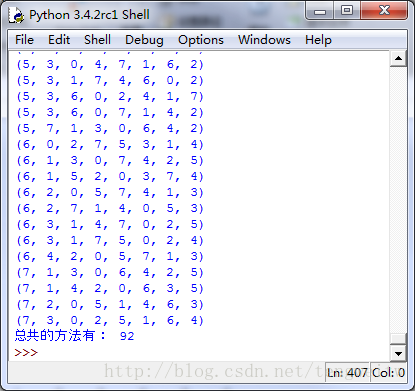 Python 3.4.2rc1 Shell
File Edit Shell Debug Options Windows Help
(5, 3, 0, 4, 7, 1, 6, 2)
(5, 3, 1, 7, 4, 6, 0, 2)
(5, 3, 6, 0, 2, 4, 1, 7)
(5, 3, 6, 0, 7, 1, 4, 2)
(5, 7, 1, 3, 0, 6, 4, 2)
(6, 0, 2, 7, 5, 3, 1, 4)
(6, 1, 3, 0, 7, 4, 2, 5)
(6, 1, 5, 2, 0, 3, 7, 4)
(6, 2, 0, 5, 7, 4, 1, 3)
(6, 2, 7, 1, 4, 0, 5, 3)
(6, 3, 1, 4, 7, 0, 2, 5)
(6, 3, 1, 7, 5, 0, 2, 4)
(6, 4, 2, 0, 5, 7, 1, 3)
(7, 1, 3, 0, 6, 4, 2, 5)
(7, 1, 4, 2, 0, 6, 3, 5)
(7, 2, 0, 5, 1, 4, 6, 3)
(7, 3, 0, 2, 5, 1, 6, 4)
总共的方法有： 92
>>>
http://blog.csdn.net/t
Ln: 407 Col: 0